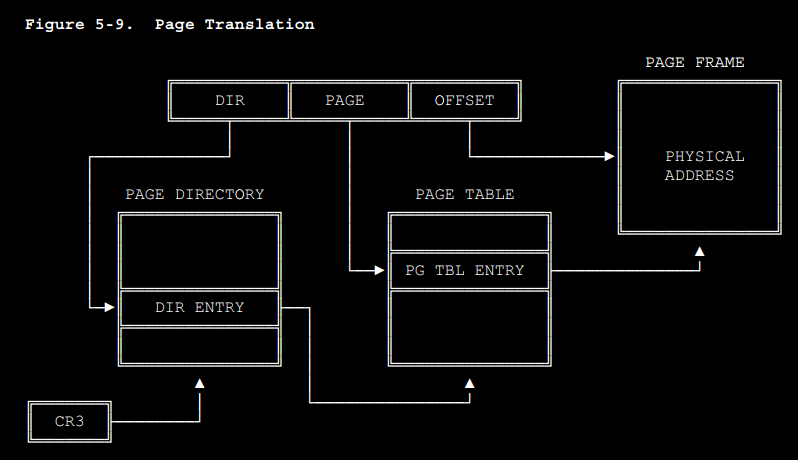 Figure 5-9.  Page Translation
PAGE FRAME
DIR PAGE OFFSET
PHYSICAL
ADDRESS
PAGE DIRECTORY PAGE TABLE
PG TBL ENTRY
DIR ENTRY
CR3